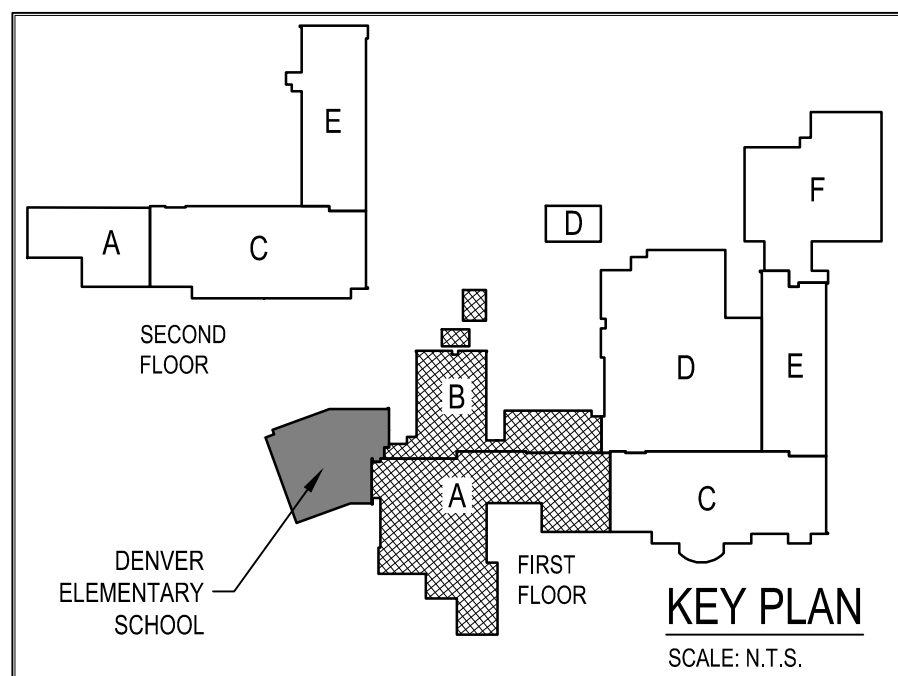 E
A
C
SECOND
FLOOR
F
D
D
E
B
A
C
DENVER
ELEMENTARY
SCHOOL
FIRST
FLOOR
KEY PLAN
SCALE: N.T.S.